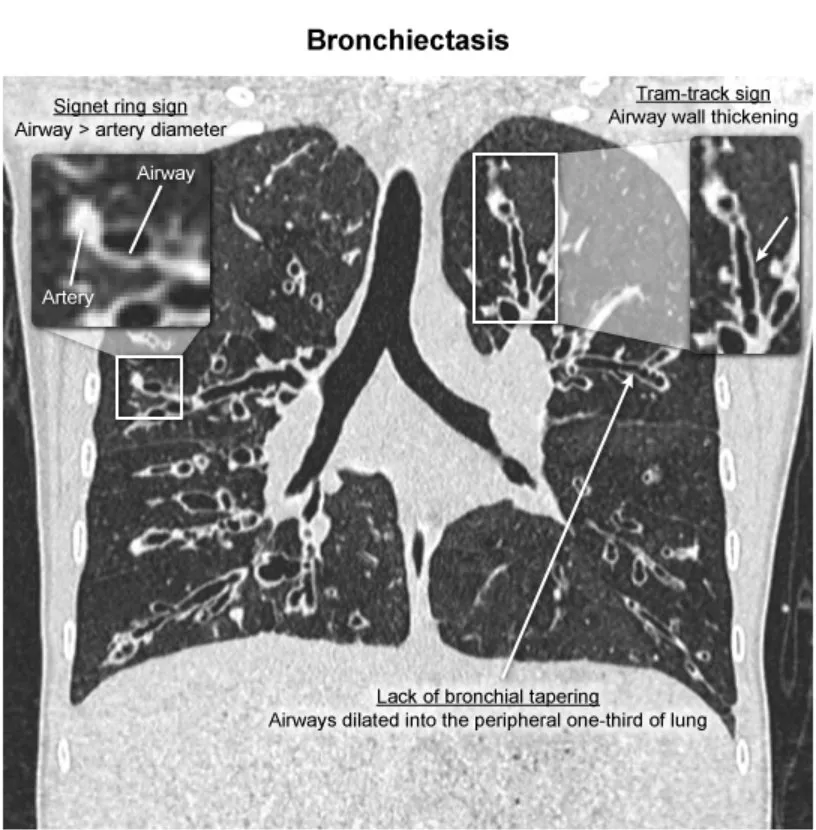 Bronchiectasis
Signet ring sign
Airway > artery diameter
Airway
Artery
Tram-track sign
Airway wall thickening
Lack of bronchial tapering
Airways dilated into the peripheral one-third of lung